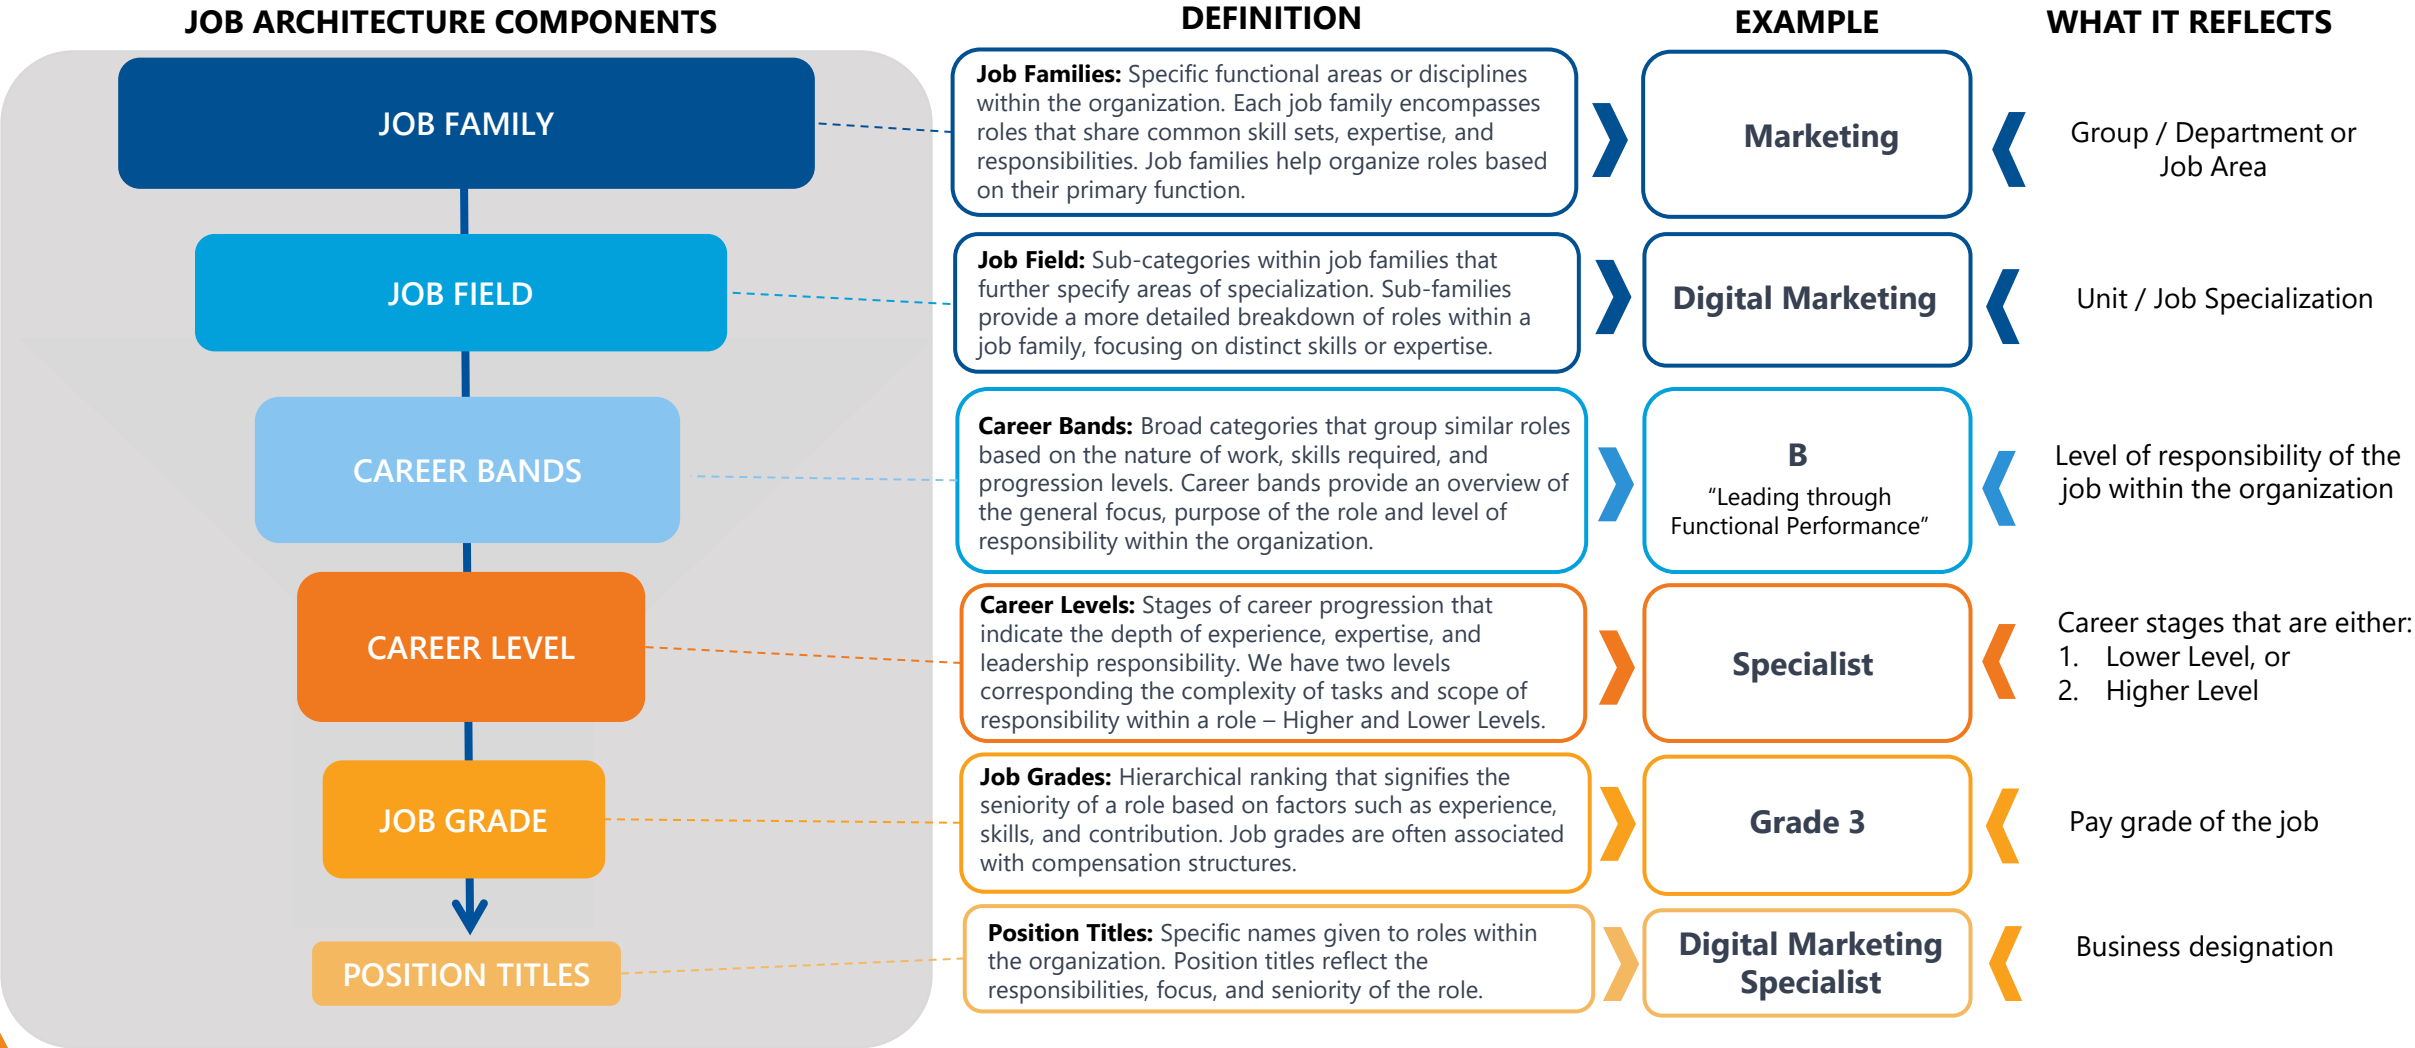 JOB ARCHITECTURE COMPONENTS
DEFINITION
EXAMPLE
WHAT IT REFLECTS
JOB FAMILY
Job Families: Specific functional areas or disciplines
within the organization. Each job family encompasses
roles that share common skill sets, expertise, and
responsibilities. Job families help organize roles based
on their primary function.
Marketing
Group / Department or
Job Area
JOB FIELD
Job Field: Sub-categories within job families that
further specify areas of specialization. Sub-families
provide a more detailed breakdown of roles within a
job family, focusing on distinct skills or expertise.
Digital Marketing
Unit / Job Specialization
CAREER BANDS
Career Bands: Broad categories that group similar roles
based on the nature of work, skills required, and
progression levels. Career bands provide an overview of
the general focus, purpose of the role and level of
responsibility within the organization.
B
“Leading through
Functional Performance”
Level of responsibility of the
job within the organization
CAREER LEVEL
Career Levels: Stages of career progression that
indicate the depth of experience, expertise, and
leadership responsibility. We have two levels
corresponding the complexity of tasks and scope of
responsibility within a role – Higher and Lower Levels.
Specialist
Career stages that are either:
1. Lower Level, or
2. Higher Level
JOB GRADE
Job Grades: Hierarchical ranking that signifies the
seniority of a role based on factors such as experience,
skills, and contribution. Job grades are often associated
with compensation structures.
Grade 3
Pay grade of the job
POSITION TITLES
Position Titles: Specific names given to roles within
the organization. Position titles reflect the
responsibilities, focus, and seniority of the role.
Digital Marketing
Specialist
Business designation